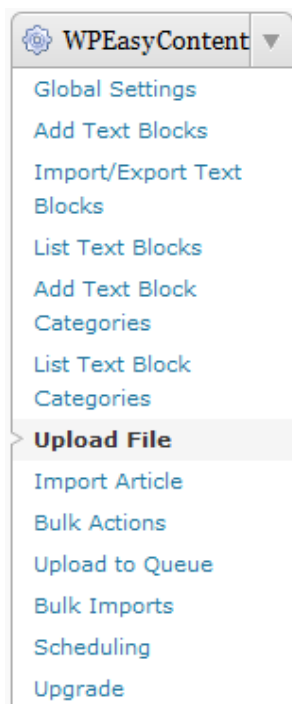 WPEasyContent
Global Settings
Add Text Blocks
Import/Export Text
Blocks
List Text Blocks
Add Text Block
Categories
List Text Block
Categories
Upload File
Import Article
Bulk Actions
Upload to Queue
Bulk Imports
Scheduling
Upgrade